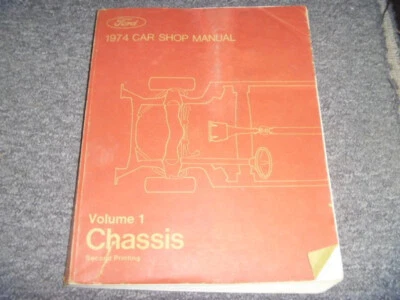 Ford
1974 CAR SHOP MANUAL
Volume 1
Chassis
Second Printing